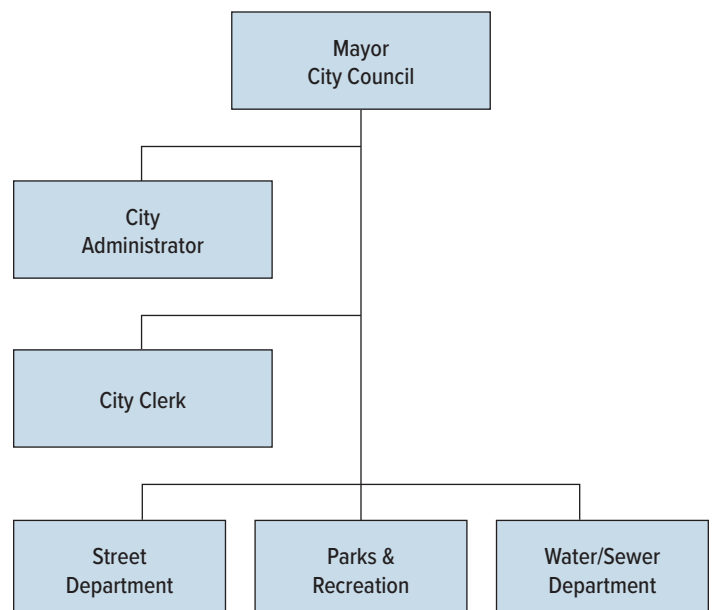 Mayor
City Council
City
Administrator
City Clerk
Street
Department
Parks &
Recreation
Water/Sewer
Department